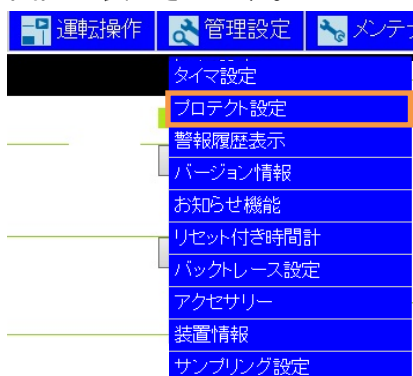 運転操作 管理設定 メンテ
タイマ設定
プロテクト設定
警報履歴表示
バージョン情報
お知らせ機能
リセット付き時間計
バックトレース設定
アクセサリー
装置情報
サンプリング設定